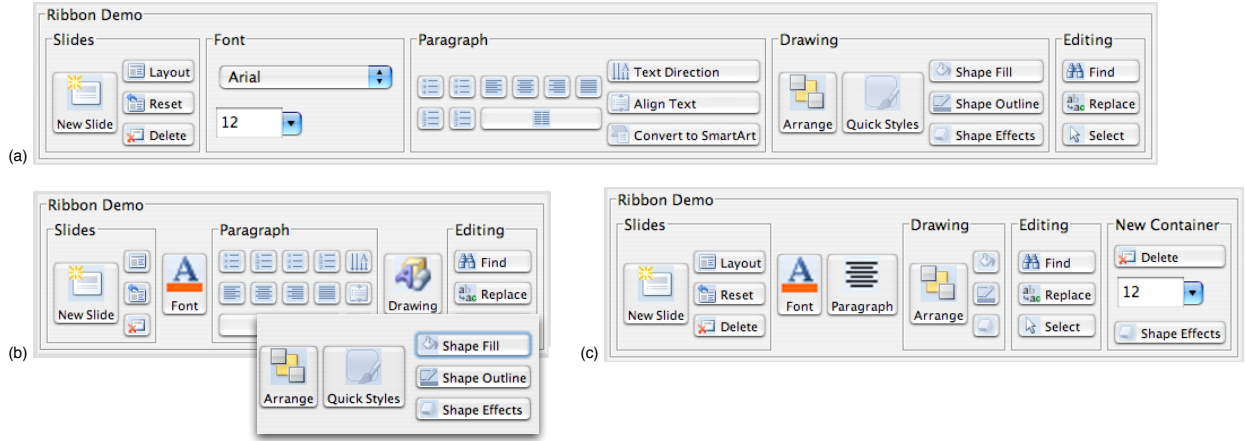 Ribbon Demo
Slides Font Paragraph Drawing Editing
Layout Arial Text Direction Shape Fill Find
Reset Align Text Shape Outline Replace
New Slide 12 Arrange Quick Styles
Delete Convert to SmartArt Shape Effects Select
(a)
Ribbon Demo
Slides Paragraph Editing
Find
Replace
New Slide Font Drawing
Shape Fill
Shape Outline
Arrange Quick Styles
Shape Effects
(b)
Ribbon Demo
Slides Drawing Editing New Container
Layout Find Delete
Reset Replace 12
New Slide Font Paragraph Arrange
Delete Select Shape Effects
(c)